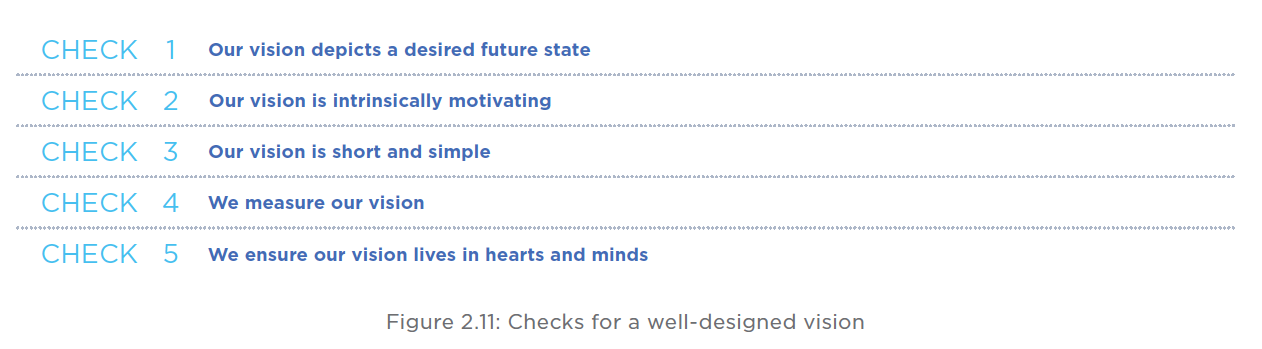 CHECK 1 Our vision depicts a desired future state
CHECK 2 Our vision is intrinsically motivating
CHECK 3 Our vision is short and simple
CHECK 4 We measure our vision
CHECK 5 We ensure our vision lives in hearts and minds
Figure 2.11: Checks for a well-designed vision